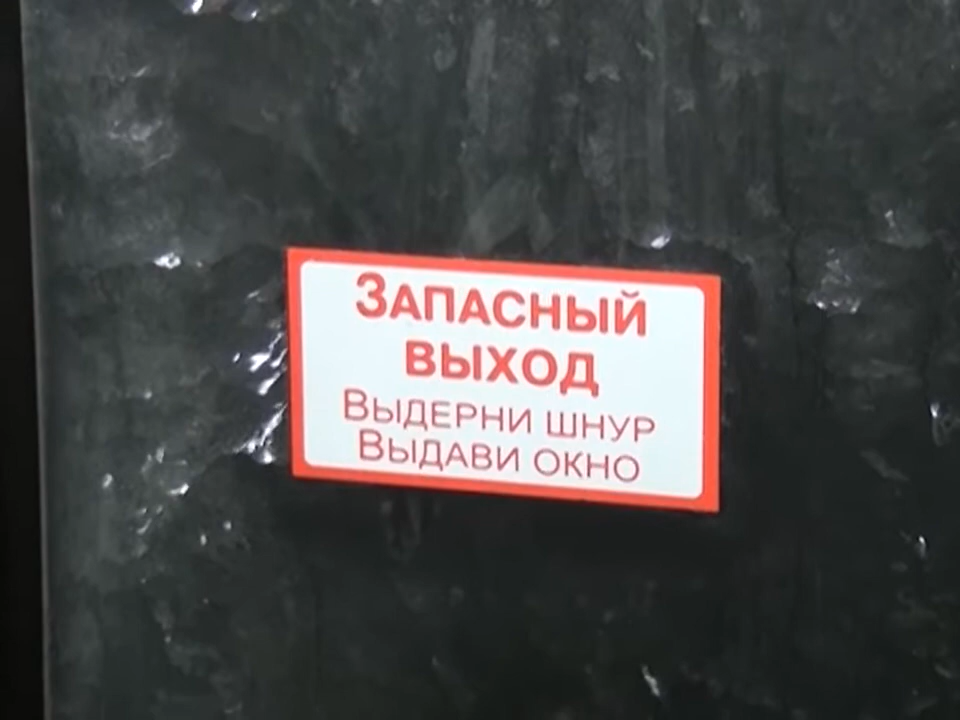 Запасный
выход
Выдерни шнур
Выдави окно